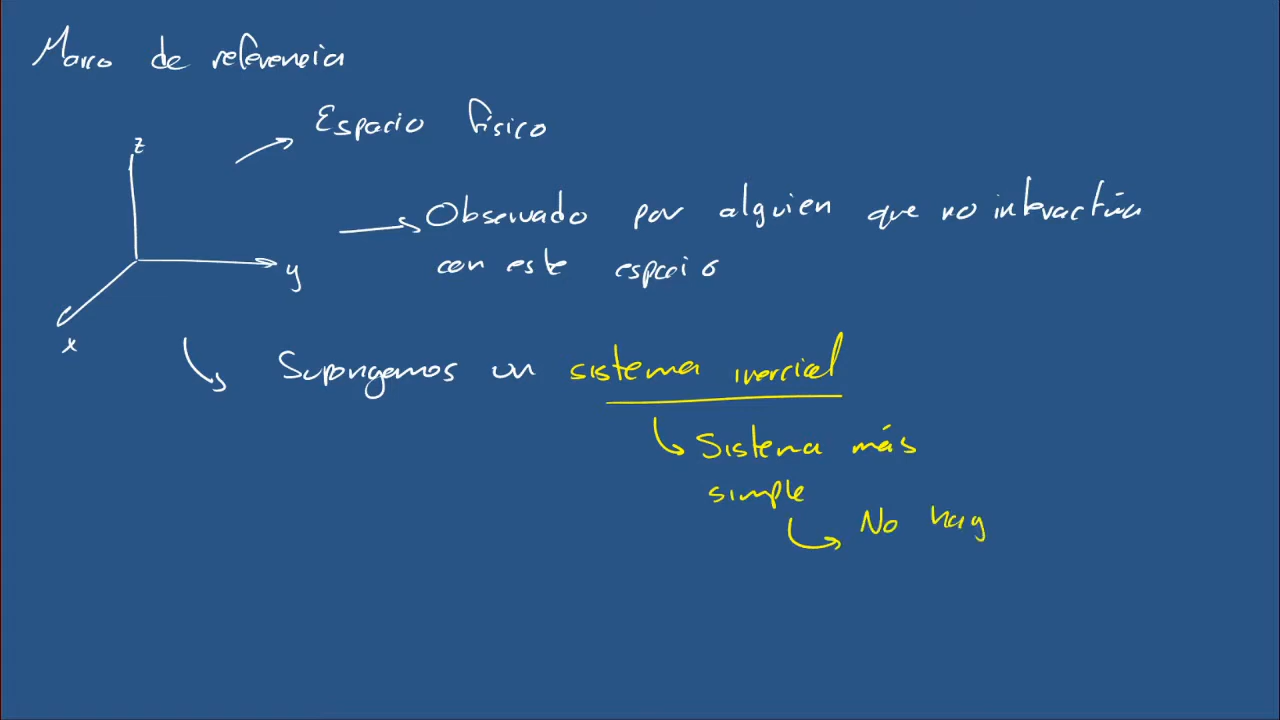 Marco de referencia
Espacio físico
z
Observado por alguien que no interactúa
con este espacio
y
x
Supongamos un sistema inercial
Sistema más
simple
No hay